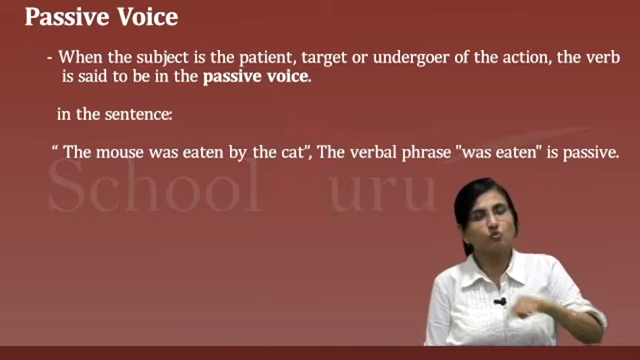 Passive Voice
- When the subject is the patient, target or undergoer of the action, the verb
is said to be in the passive voice.
in the sentence:
“ The mouse was eaten by the cat”, The verbal phrase "was eaten" is passive.
School uru